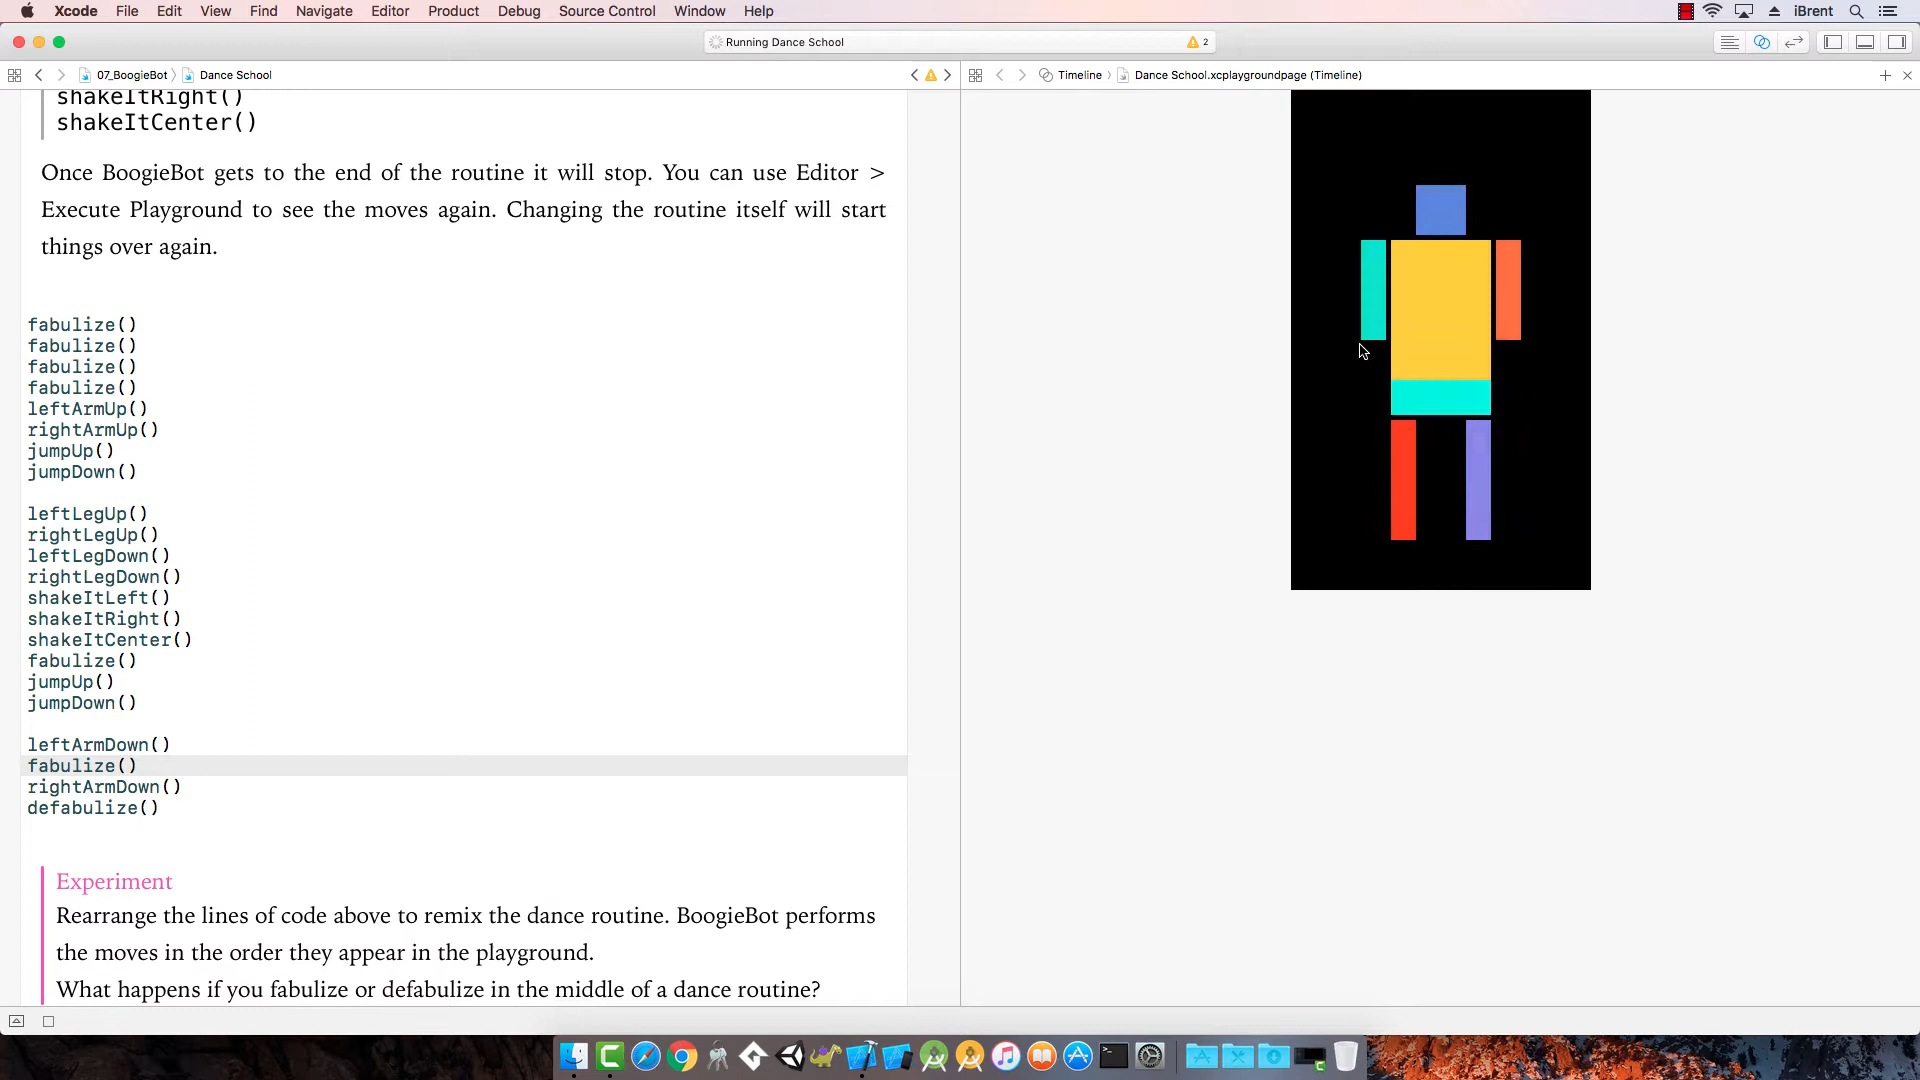 Xcode File Edit View Find Navigate Editor Product Debug Source Control Window Help iBrent
Running Dance School 2
07_BoogieBot Dance School Timeline Dance School.xcplaygroundpage (Timeline)
shakeItRight()
shakeItCenter()
Once BoogieBot gets to the end of the routine it will stop. You can use Editor >
Execute Playground to see the moves again. Changing the routine itself will start
things over again.
fabulize()
fabulize()
fabulize()
fabulize()
leftArmUp()
rightArmUp()
jumpUp()
jumpDown()
leftLegUp()
rightLegUp()
leftLegDown()
rightLegDown()
shakeItLeft()
shakeItRight()
shakeItCenter()
fabulize()
jumpUp()
jumpDown()
leftArmDown()
fabulize()
rightArmDown()
defabulize()
Experiment
Rearrange the lines of code above to remix the dance routine. BoogieBot performs
the moves in the order they appear in the playground.
What happens if you fabulize or defabulize in the middle of a dance routine?